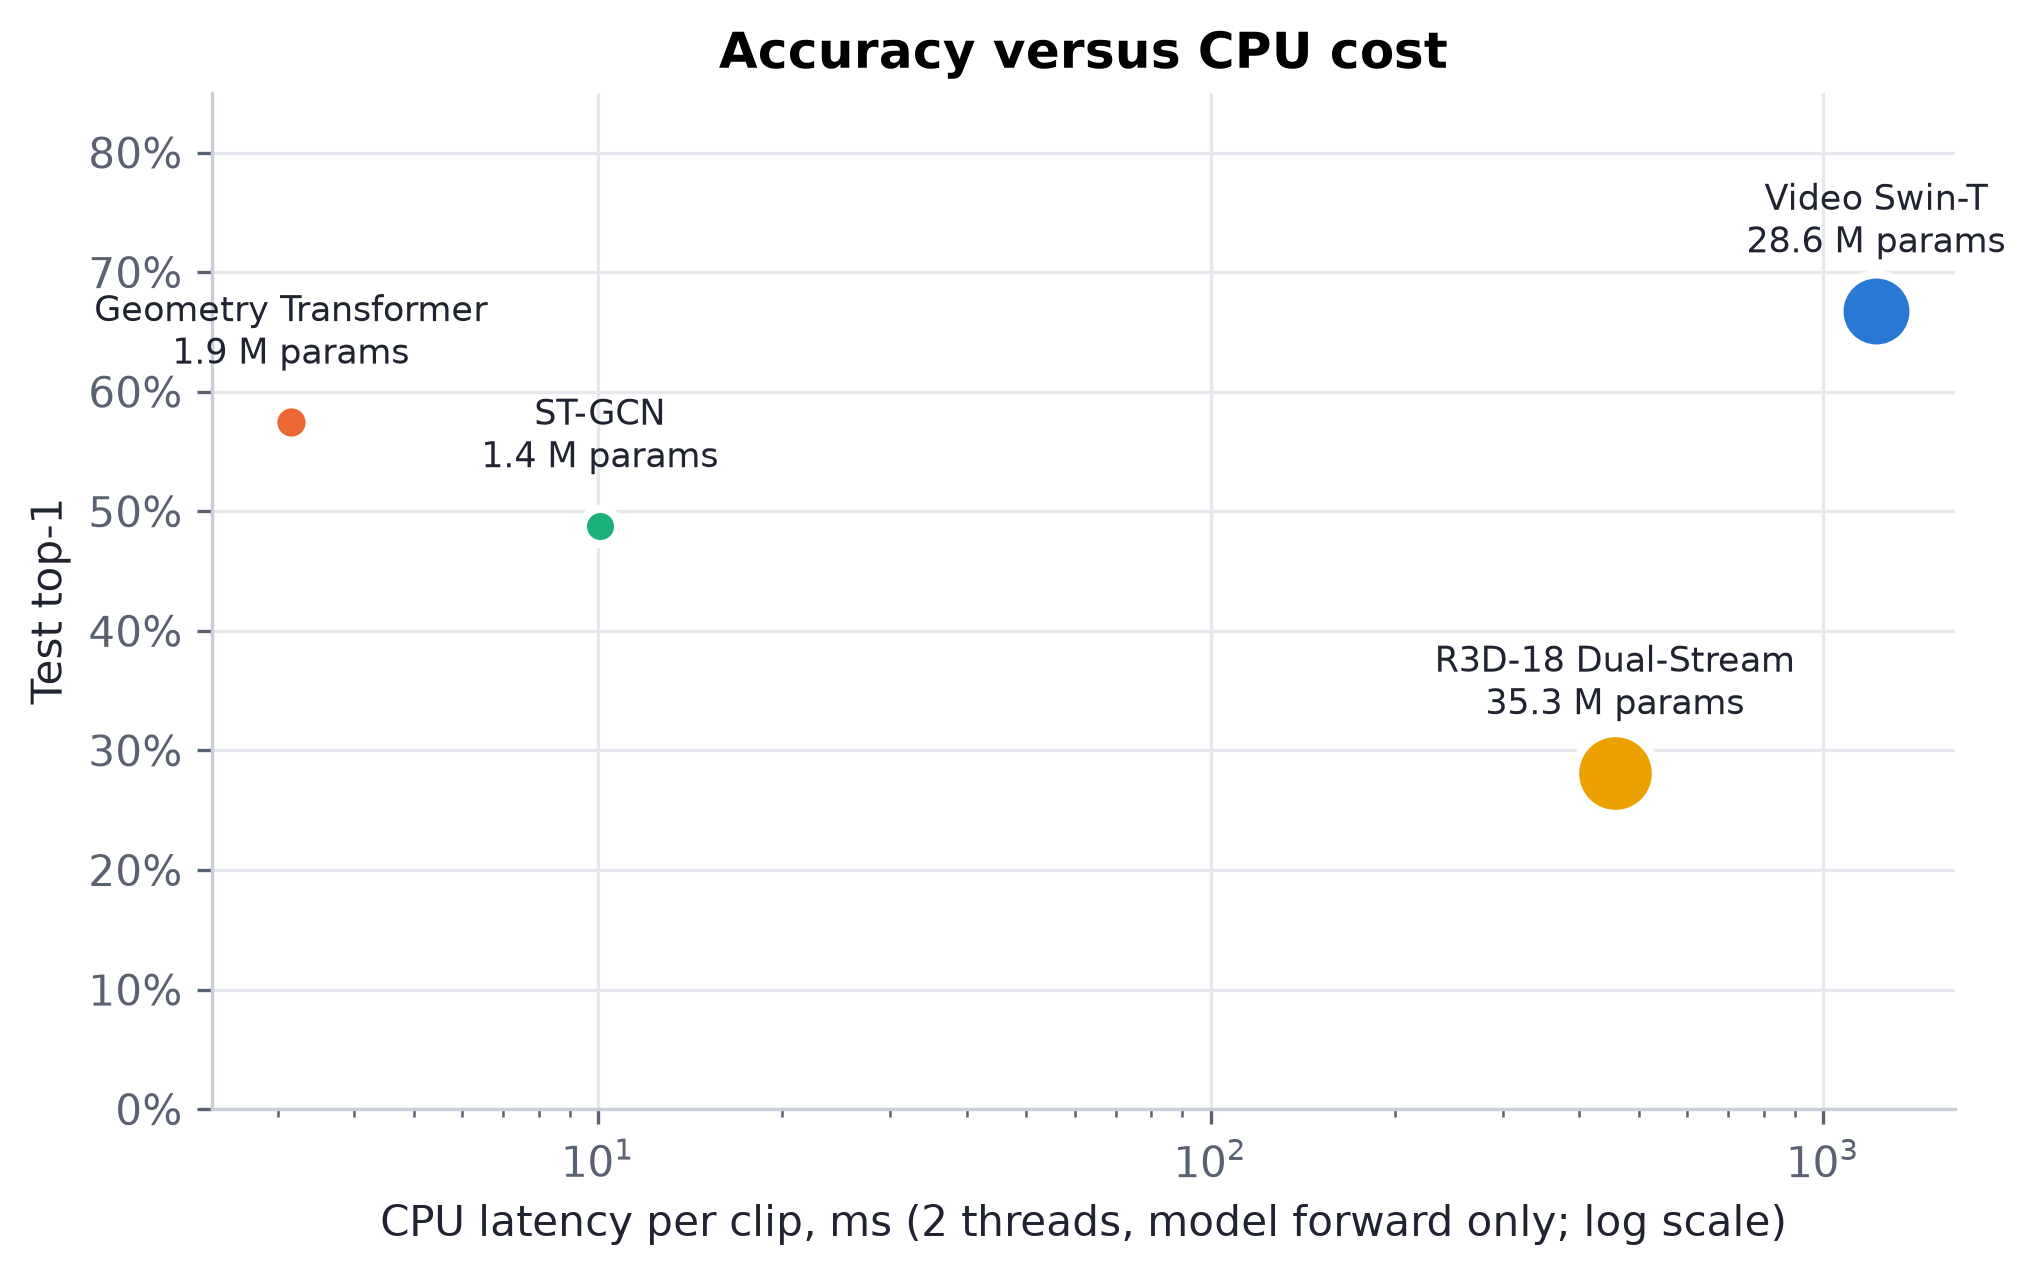 Accuracy versus CPU cost
80%
Video Swin-T
28.6 M params
70%
Geometry Transformer
1.9 M params
60%
ST-GCN
1.4 M params
50%
Test top-1
40%
R3D-18 Dual-Stream
35.3 M params
30%
20%
10%
0%
10¹ 10² 10³
CPU latency per clip, ms (2 threads, model forward only; log scale)